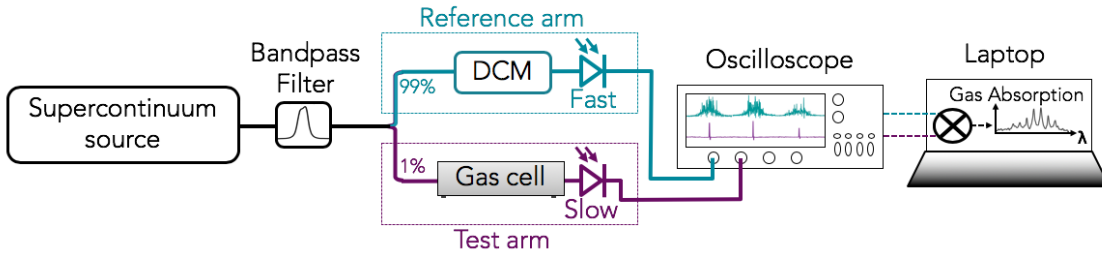 Reference arm
Bandpass
Filter
Supercontinuum
source
99%
DCM
Fast
1%
Gas cell
Slow
Test arm
Oscilloscope
Laptop
Gas Absorption
λ